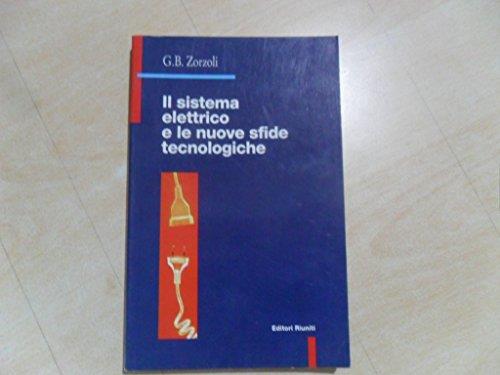 G.B. Zorzoli
Il sistema
elettrico
e le nuove sfide
tecnologiche
Editori Riuniti